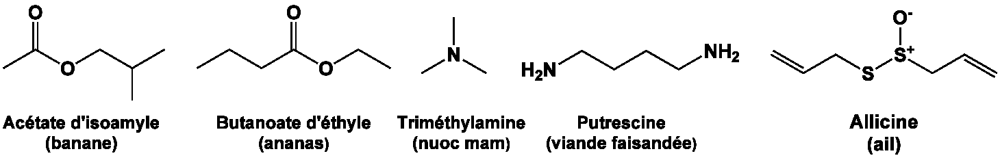 O
O
N
H2N
NH2
O-
S+
S
O
O
Acétate d'isoamyle
(banane)
Butanoate d'éthyle
(ananas)
Triméthylamine
(nuoc mam)
Putrescine
(viande faisandée)
Allicine
(ail)